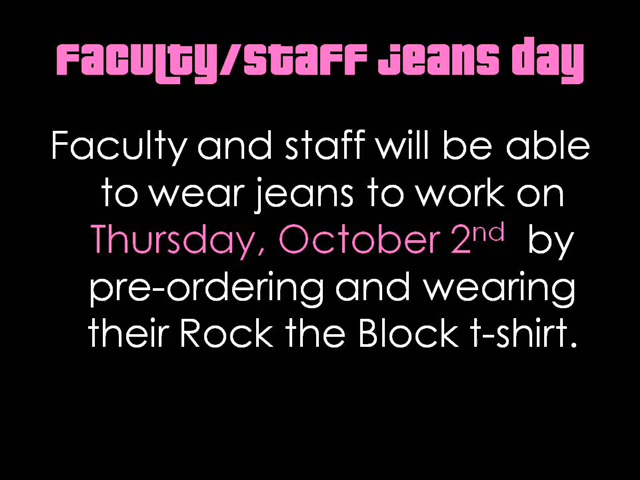 Faculty/Staff Jeans Day
Faculty and staff will be able
to wear jeans to work on
Thursday, October 2nd by
pre-ordering and wearing
their Rock the Block t-shirt.